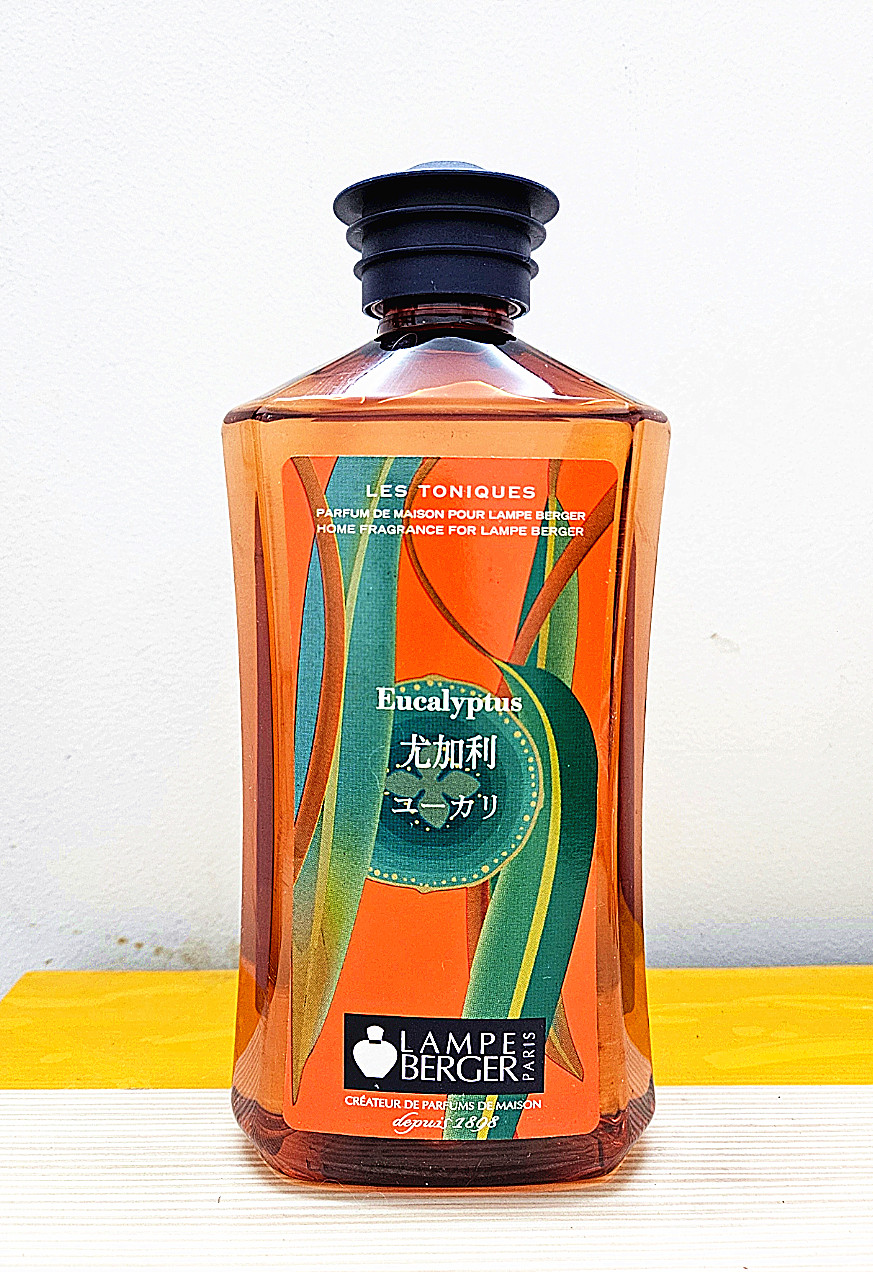 LES TONIQUES
PARFUM DE MAISON POUR LAMPE BERGER
HOME FRAGRANCE FOR LAMPE BERGER
Eucalyptus
尤加利
ユーカリ
LAMPE
BERGER
PARIS
CRÉATEUR DE PARFUMS DE MAISON
depuis 1898